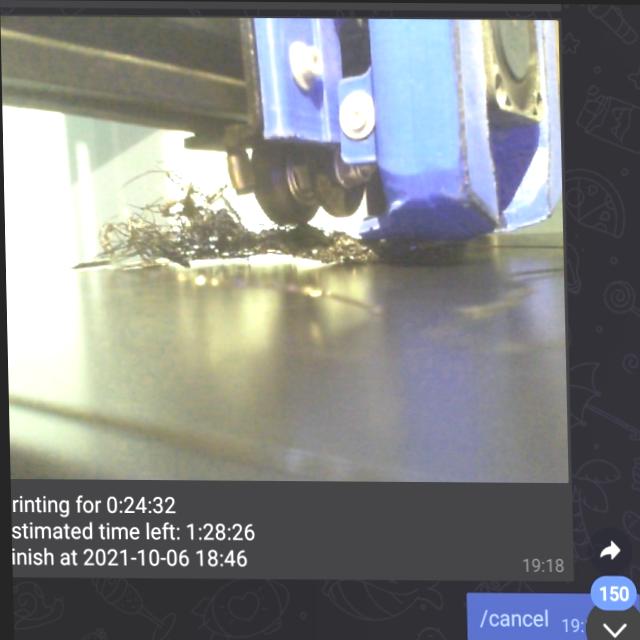 rinting for 0:24:32
stimated time left: 1:28:26
inish at 2021-10-06 18:46
19:18
150
/cancel 19: